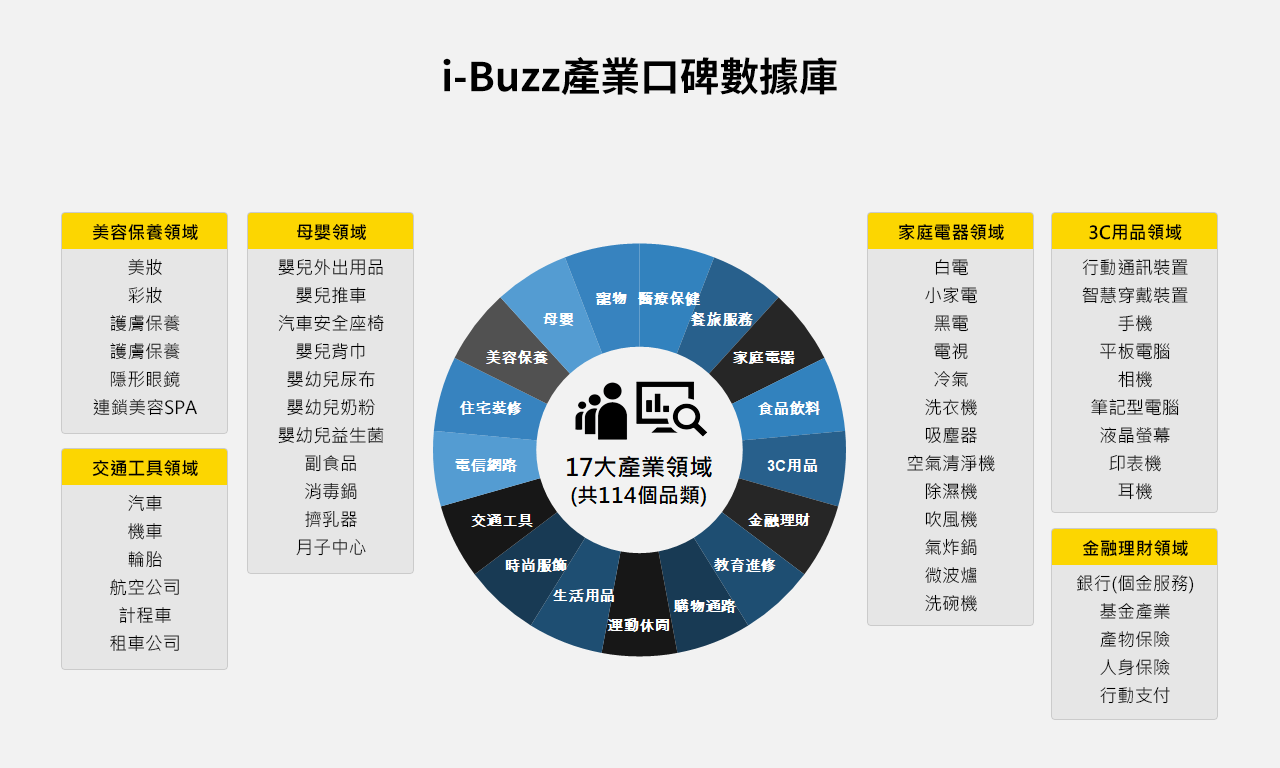 i-Buzz產業口碑數據庫
美容保養領域
美妝
彩妝
護膚保養
護膚保養
隱形眼鏡
連鎖美容SPA
交通工具領域
汽車
機車
輪胎
航空公司
計程車
租車公司
母嬰領域
嬰兒外出用品
嬰兒推車
汽車安全座椅
嬰兒背巾
嬰幼兒尿布
嬰幼兒奶粉
嬰幼兒益生菌
副食品
消毒鍋
擠乳器
月子中心
寵物
醫療保健
餐旅服務
家庭電器
食品飲料
3C用品
金融理財
教育進修
購物通路
運動休閒
生活用品
時尚服飾
交通工具
電信網路
住宅裝修
美容保養
母嬰
17大產業領域
(共114個品類)
家庭電器領域
白電
小家電
黑電
電視
冷氣
洗衣機
吸塵器
空氣清淨機
除濕機
吹風機
氣炸鍋
微波爐
洗碗機
3C用品領域
行動通訊裝置
智慧穿戴裝置
手機
平板電腦
相機
筆記型電腦
液晶螢幕
印表機
耳機
金融理財領域
銀行(個金服務)
基金產業
產物保險
人身保險
行動支付